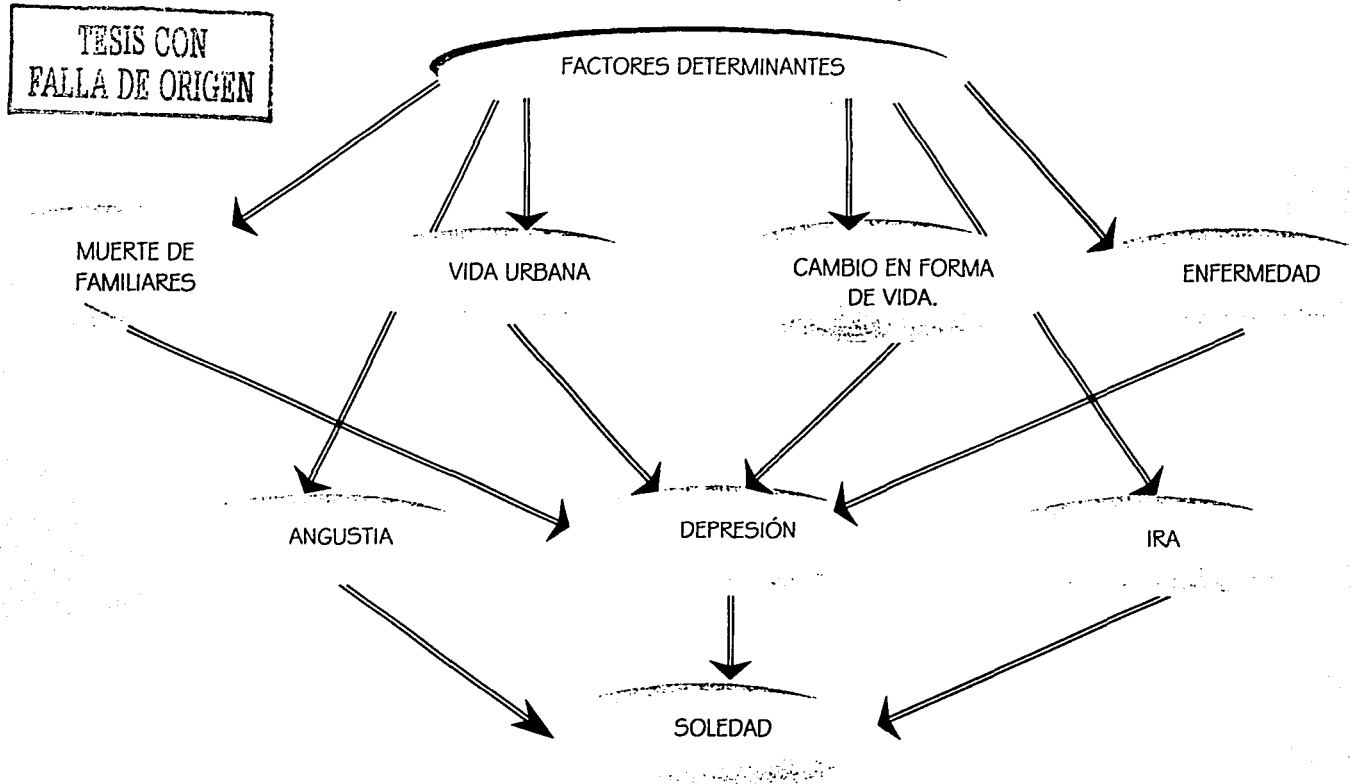 TESIS CON
FALLA DE ORIGEN
FACTORES DETERMINANTES
MUERTE DE
FAMILIARES
VIDA URBANA
CAMBIO EN FORMA
DE VIDA.
ENFERMEDAD
ANGUSTIA
DEPRESIÓN
IRA
SOLEDAD